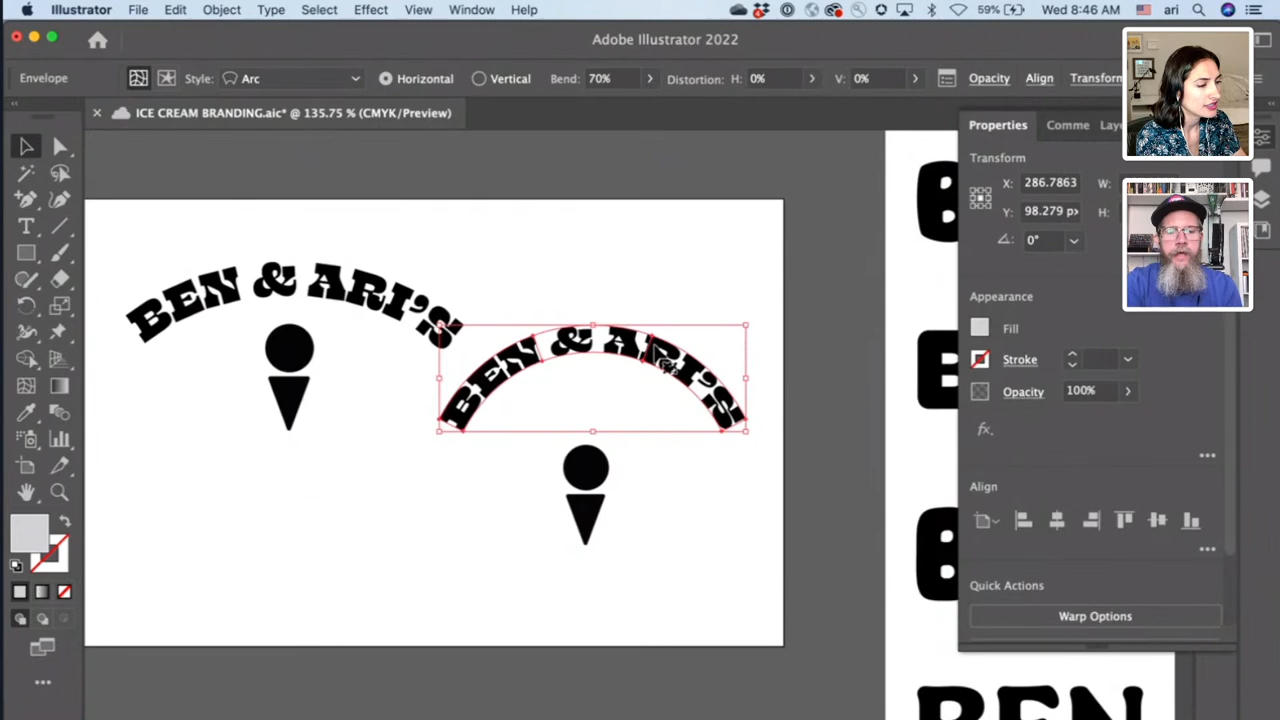 Illustrator File Edit Object Type Select Effect View Window Help 59% Wed 8:46 AM ari
Adobe Illustrator 2022
Envelope Style: Arc Horizontal Vertical Bend: 70% Distortion: H: 0% V: 0% Opacity Align Transform
ICE CREAM BRANDING.aic* @ 135.75 % (CMYK/Preview)
Properties Comme Lay
Transform
X: 286.7863 W:
Y: 98.279 px H:
0°
BEN & ARI'S
BEN & ARI'S
Appearance
Fill
Stroke
Opacity 100%
fx.
Align
Quick Actions
Warp Options
B
B
B
BEN